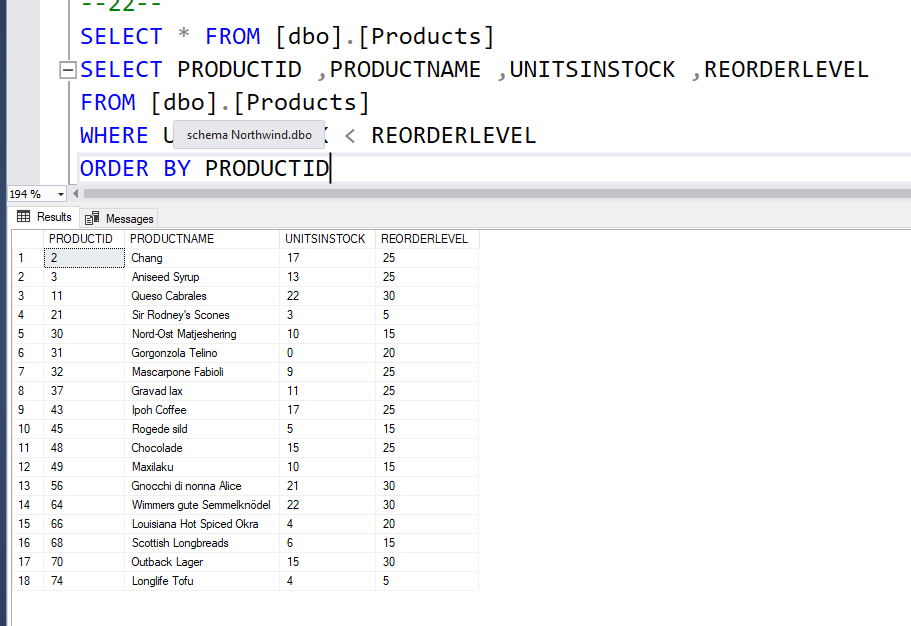 --22--
SELECT * FROM [dbo].[Products]
SELECT PRODUCTID ,PRODUCTNAME ,UNITSINSTOCK ,REORDERLEVEL
FROM [dbo].[Products]
WHERE < REORDERLEVEL
schema Northwind.dbo
ORDER BY PRODUCTID
194 %
Results Messages
PRODUCTID PRODUCTNAME UNITSINSTOCK REORDERLEVEL
1 2 Chang 17 25
2 3 Aniseed Syrup 13 25
3 11 Queso Cabrales 22 30
4 21 Sir Rodney's Scones 3 5
5 30 Nord-Ost Matjeshering 10 15
6 31 Gorgonzola Telino 0 20
7 32 Mascarpone Fabioli 9 25
8 37 Gravad lax 11 25
9 43 Ipoh Coffee 17 25
10 45 Rogede sild 5 15
11 48 Chocolade 15 25
12 49 Maxilaku 10 15
13 56 Gnocchi di nonna Alice 21 30
14 64 Wimmers gute Semmelknödel 22 30
15 66 Louisiana Hot Spiced Okra 4 20
16 68 Scottish Longbreads 6 15
17 70 Outback Lager 15 30
18 74 Longlife Tofu 4 5